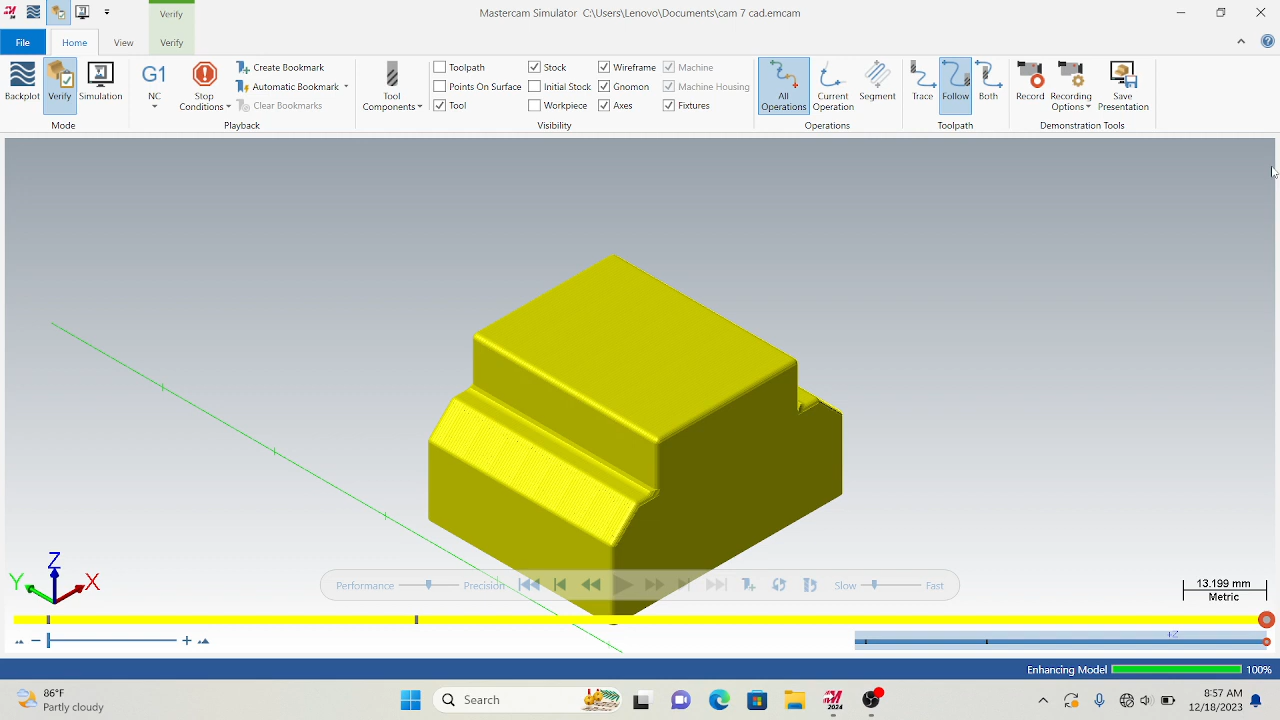 Verify
Mastercam Simulator C:\Users\Lenovo\Documents\cam 7 cad.emcam
File Home View Verify
Backplot Verify Simulation
Mode
G1 NC Stop Conditions
Create Bookmark
Automatic Bookmark
Clear Bookmarks
Playback
Tool Components
Toolpath Stock Wireframe Machine
Points On Surface Initial Stock Gnomon Machine Housing
Tool Workpiece Axes Fixtures
Visibility
All Operations Current Operation Segment
Operations
Trace Follow Both
Toolpath
Record Recording Options Save Presentation
Demonstration Tools
Z
Y X
Performance Precision Slow Fast
13.199 mm
Metric
+Z
Enhancing Model 100%
86°F
Partly cloudy
Search
2024
8:57 AM
12/18/2023